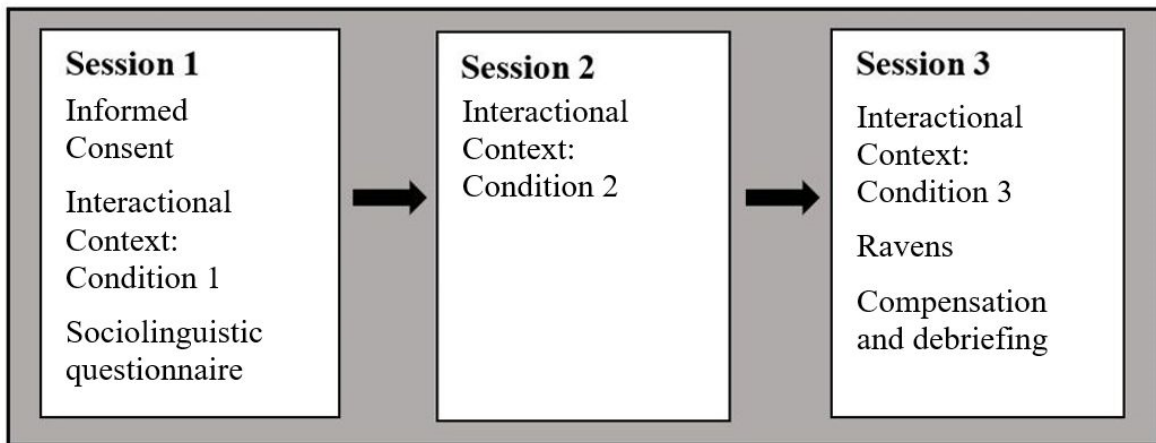 Session 1
Informed
Consent
Interactional
Context:
Condition 1
Sociolinguistic
questionnaire
Session 2
Interactional
Context:
Condition 2
Session 3
Interactional
Context:
Condition 3
Ravens
Compensation
and debriefing